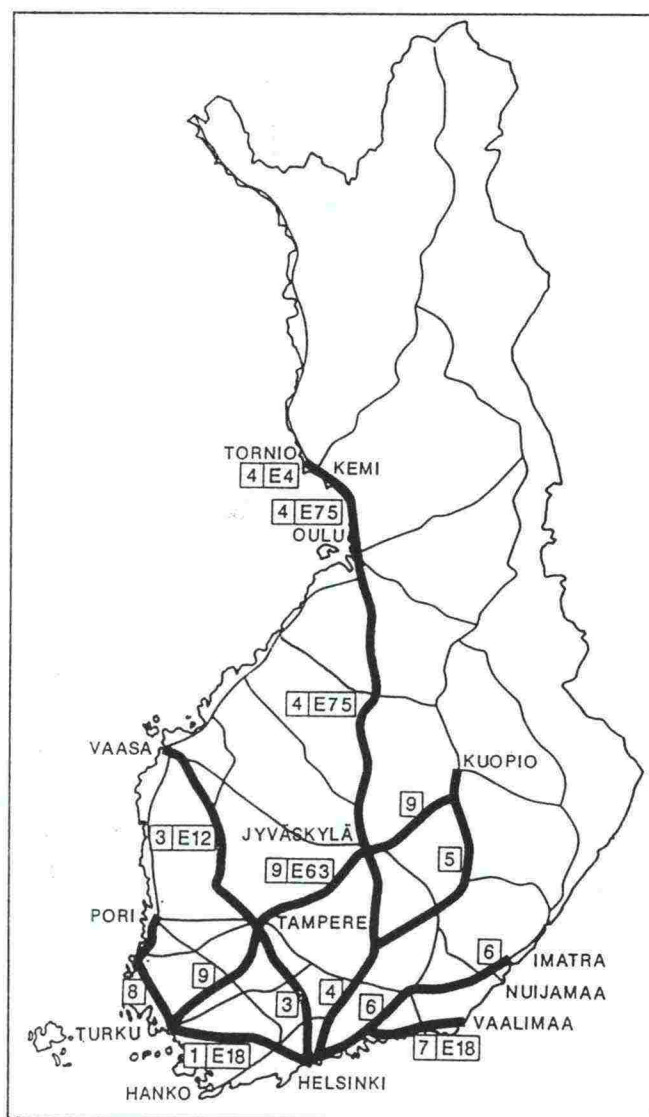 TORNIO
4 E4
KEMI
4 E75
OULU
4 E75
VAASA
KUOPIO
9
JYVÄSKYLÄ
3 E12
9 E63
5
PORI
TAMPERE
6
IMATRA
9
NUIJAMAA
8
3
4
6
VAALIMAA
TURKU
1 E18
7 E18
HANKO
HELSINKI